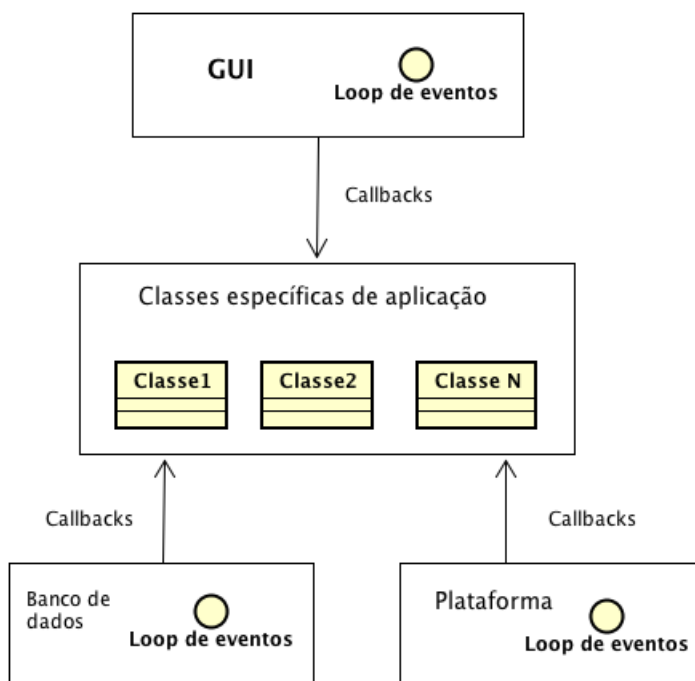 GUI
Loop de eventos
Callbacks
Classes específicas de aplicação
Classe1
Classe2
Classe N
Callbacks
Callbacks
Banco de
dados
Loop de eventos
Plataforma
Loop de eventos